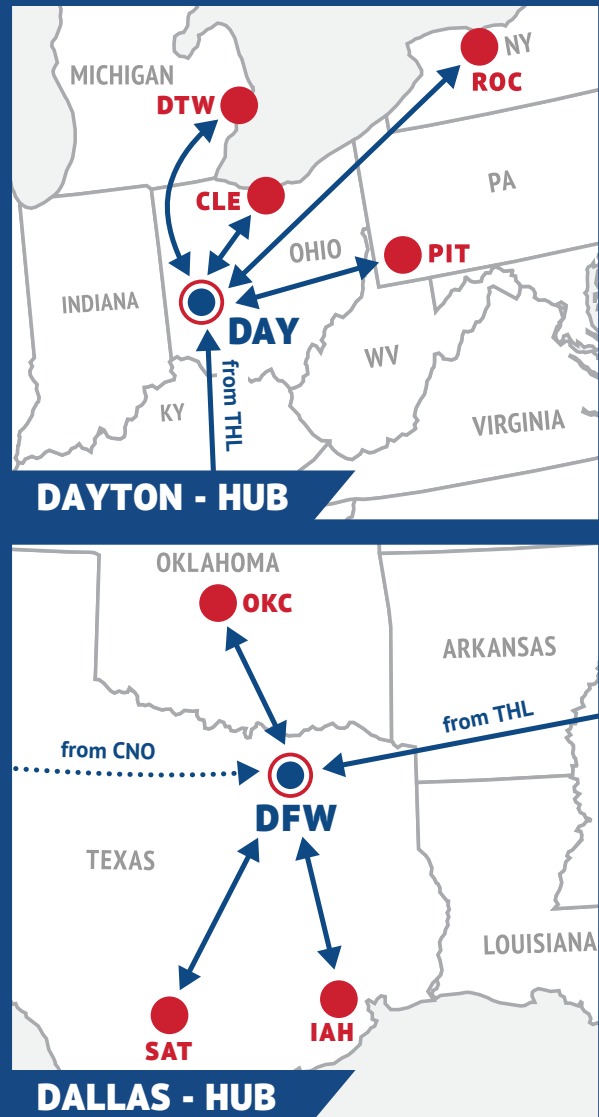 MICHIGAN
NY
DTW
ROC
PA
CLE
OHIO
PIT
INDIANA
DAY
WV
from THL
KY
VIRGINIA
DAYTON - HUB
OKLAHOMA
OKC
ARKANSAS
from THL
from CNO
DFW
TEXAS
LOUISIANA
IAH
SAT
DALLAS - HUB